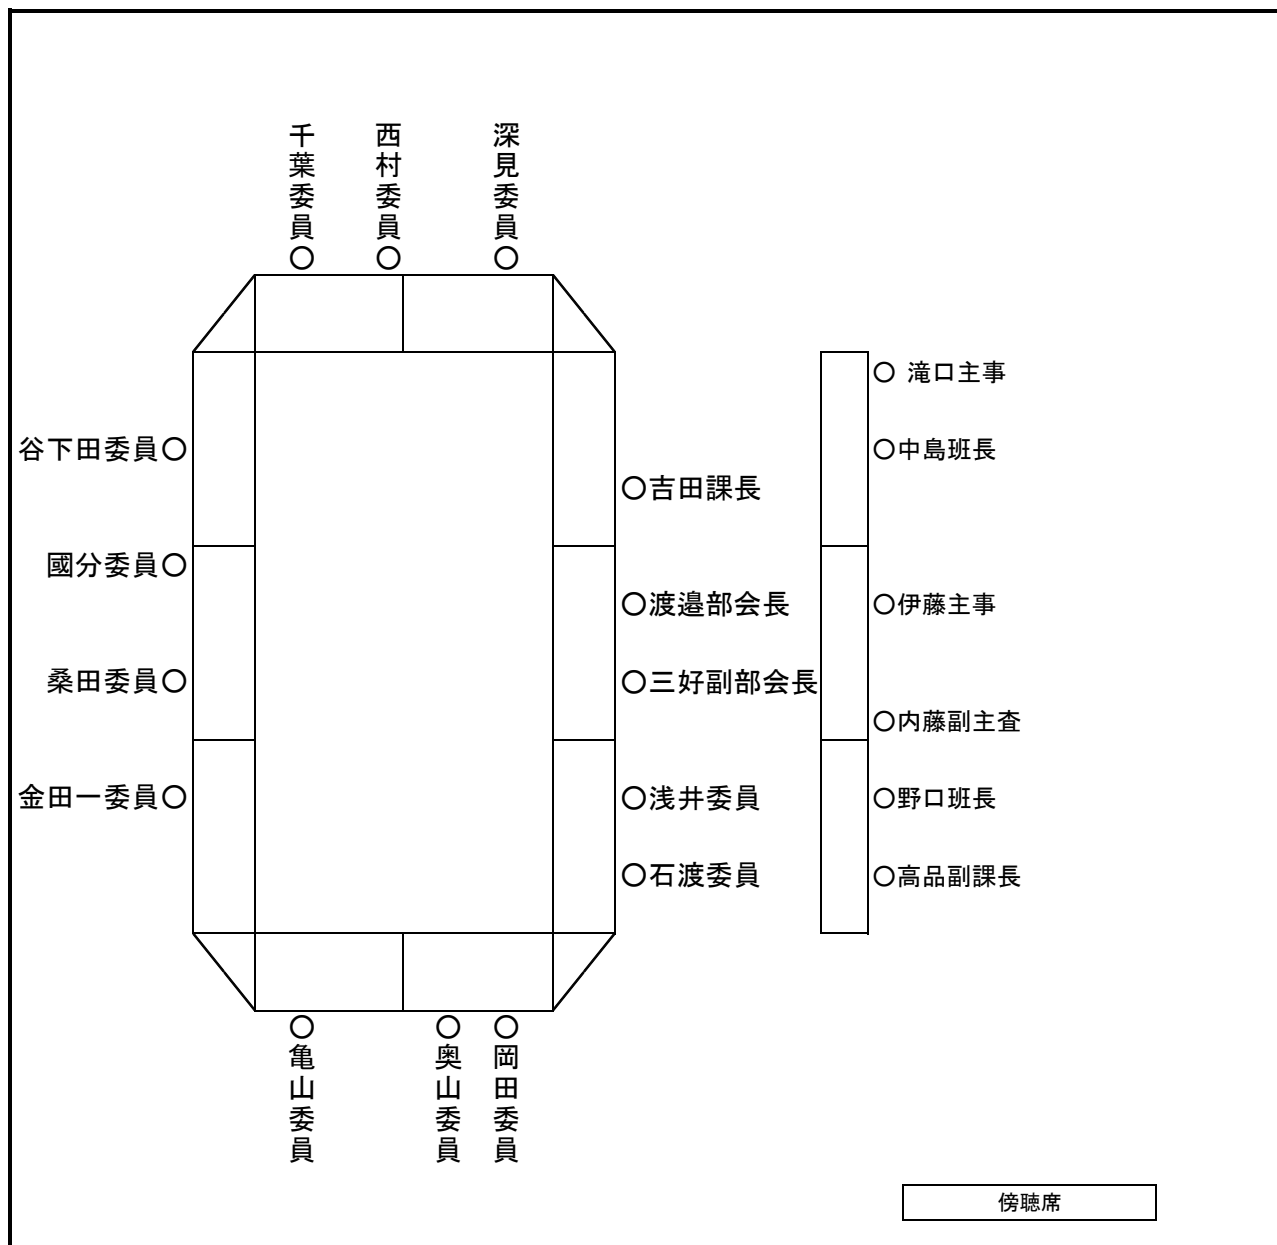 千葉委員○
西村委員○
深見委員○
谷下田委員○
國分委員○
桑田委員○
金田一委員○
○吉田課長
○渡邉部会長
○三好副部会長
○浅井委員
○石渡委員
○ 滝口主事
○中島班長
○伊藤主事
○内藤副主査
○野口班長
○高品副課長
○亀山委員
○奥山委員
○岡田委員
傍聴席